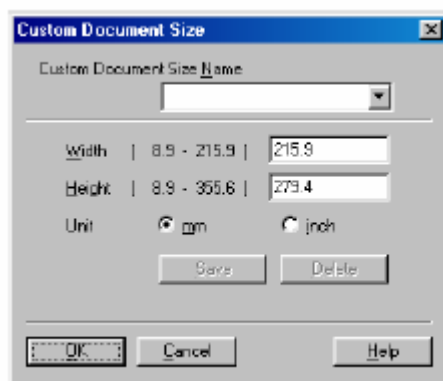 Custom Document Size
Custom Document Size Name
Width [ 8.9 - 215.9 ] 215.9
Height [ 8.9 - 355.6 ] 279.4
Unit mm inch
Save Delete
OK Cancel Help